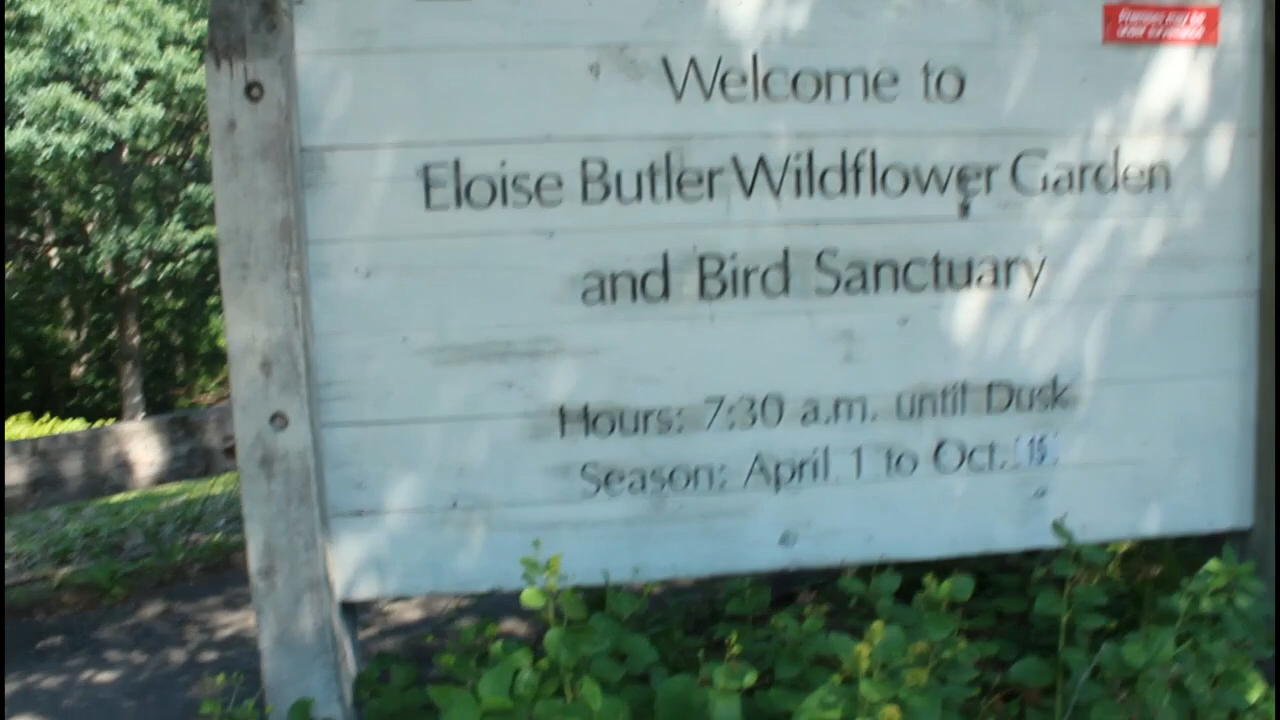 Welcome to
Eloise Butler Wildflower Garden
and Bird Sanctuary
Hours: 7:30 a.m. until Dusk
Season: April 1 to Oct. 15